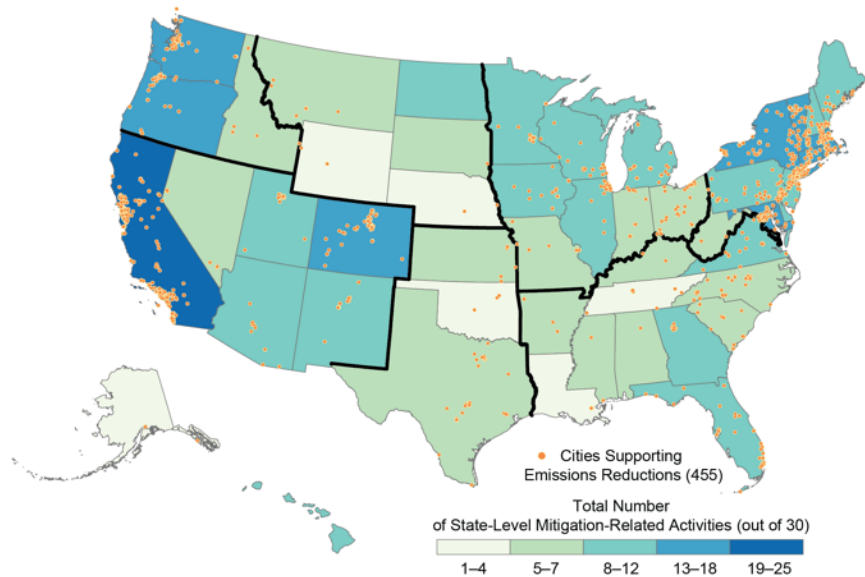 Cities Supporting
Emissions Reductions (455)
Total Number
of State-Level Mitigation-Related Activities (out of 30)
1–4 5–7 8–12 13–18 19–25